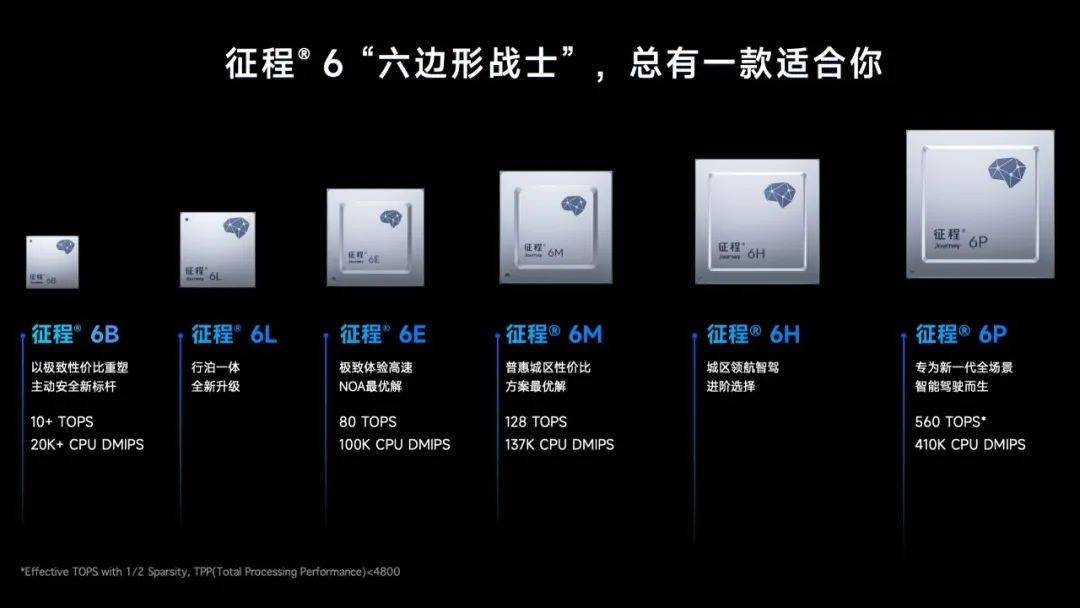 征程® 6“六边形战士”，总有一款适合你
征程®
Journey 6B
征程®
Journey 6L
征程®
Journey 6E
征程®
Journey 6M
征程®
Journey 6H
征程®
Journey 6P
征程® 6B
以极致性价比重塑
主动安全新标杆
10+ TOPS
20K+ CPU DMIPS
征程® 6L
行泊一体
全新升级
征程® 6E
极致体验高速
NOA最优解
80 TOPS
100K CPU DMIPS
征程® 6M
普惠城区性价比
方案最优解
128 TOPS
137K CPU DMIPS
征程® 6H
城区领航智驾
进阶选择
征程® 6P
专为新一代全场景
智能驾驶而生
560 TOPS*
410K CPU DMIPS
*Effective TOPS with 1/2 Sparsity, TPP(Total Processing Performance)<4800